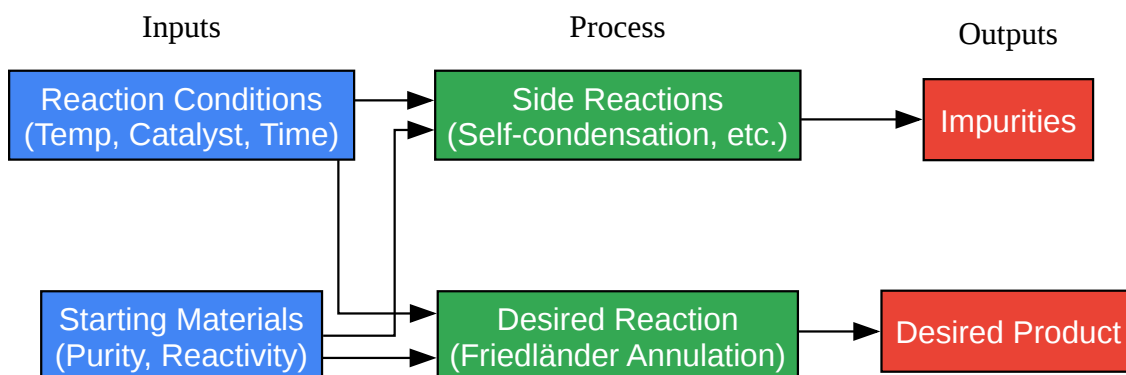 Inputs
Process
Outputs
Reaction Conditions
(Temp, Catalyst, Time)
Side Reactions
(Self-condensation, etc.)
Impurities
Starting Materials
(Purity, Reactivity)
Desired Reaction
(Friedländer Annulation)
Desired Product